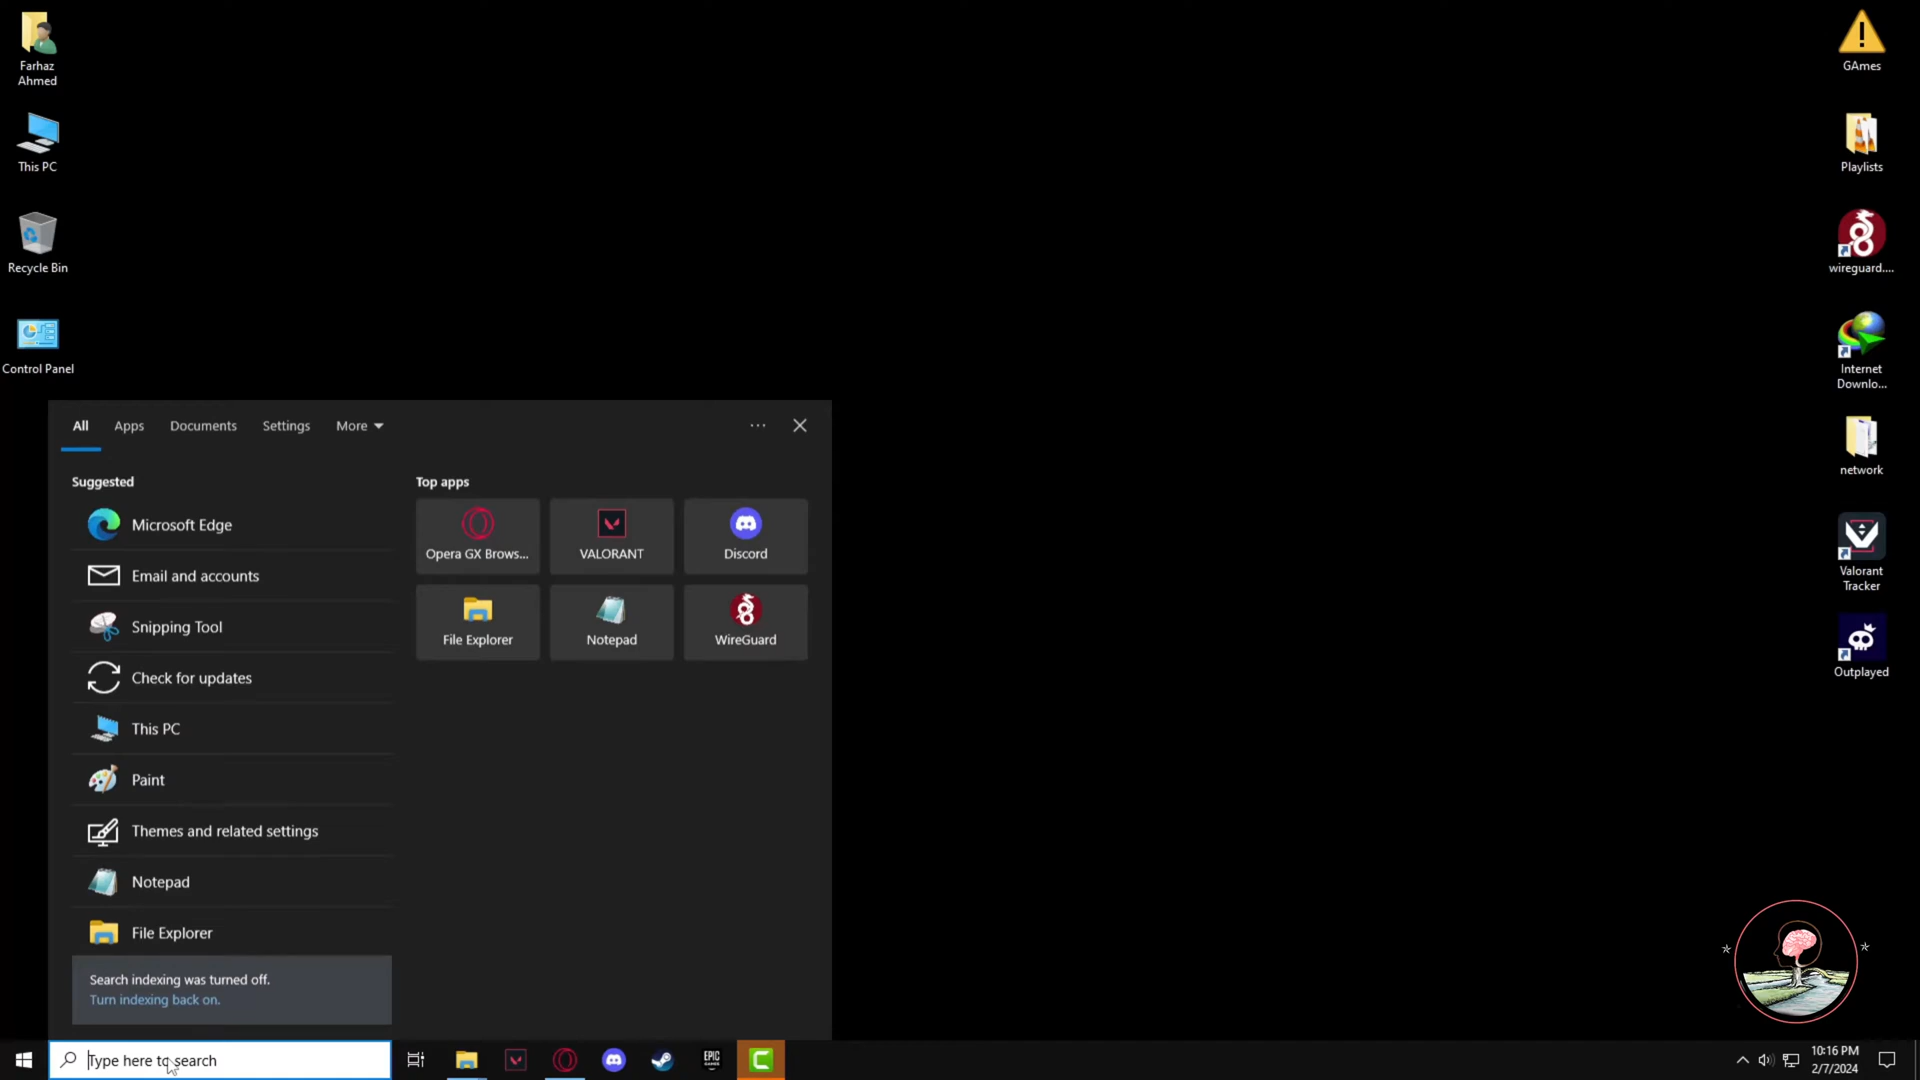 Farhaz
Ahmed
This PC
Recycle Bin
Control Panel
GAmes
Playlists
wireguard....
Internet
Downlo...
network
Valorant
Tracker
Outplayed
All
Apps
Documents
Settings
More
Suggested
Microsoft Edge
Email and accounts
Snipping Tool
Check for updates
This PC
Paint
Themes and related settings
Notepad
File Explorer
Search indexing was turned off.
Turn indexing back on.
Top apps
Opera GX Brows...
VALORANT
Discord
File Explorer
Notepad
WireGuard
Type here to search
EPIC
GAMES
10:16 PM
2/7/2024